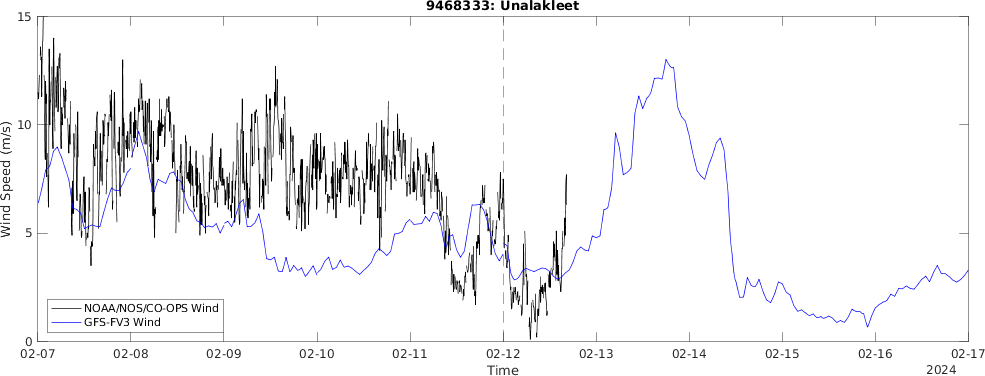 9468333: Unalakleet
15
10
5
0
Wind Speed (m/s)
NOAA/NOS/CO-OPS Wind
GFS-FV3 Wind
02-07 02-08 02-09 02-10 02-11 02-12 02-13 02-14 02-15 02-16 02-17
Time
2024